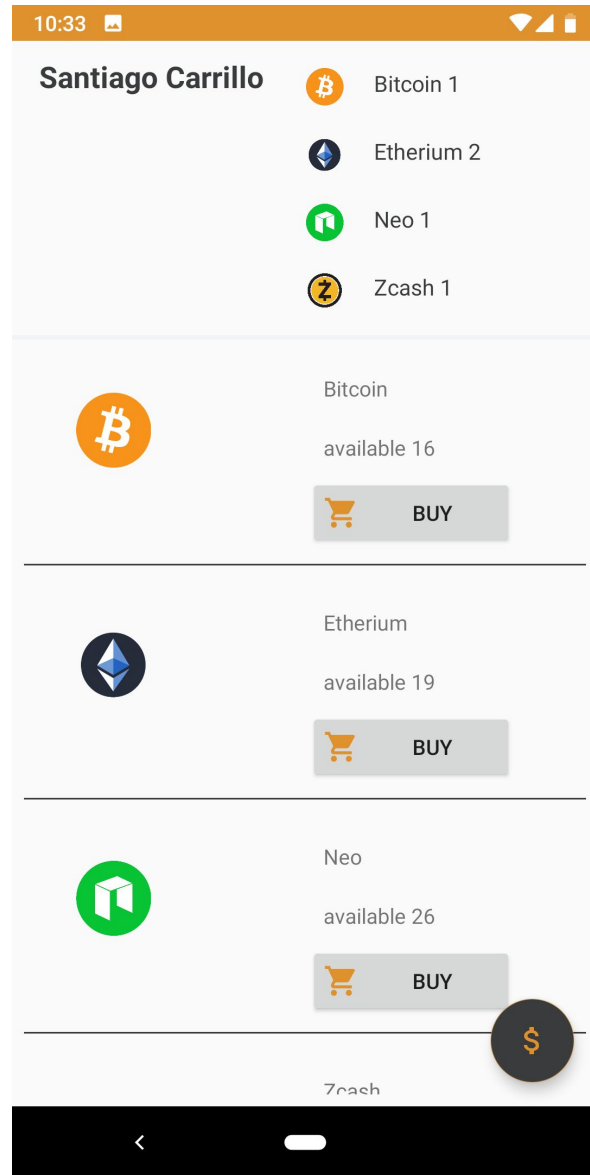 10:33
Santiago Carrillo
Bitcoin 1
Etherium 2
Neo 1
Zcash 1
Bitcoin
available 16
BUY
Etherium
available 19
BUY
Neo
available 26
BUY
$
Zcash